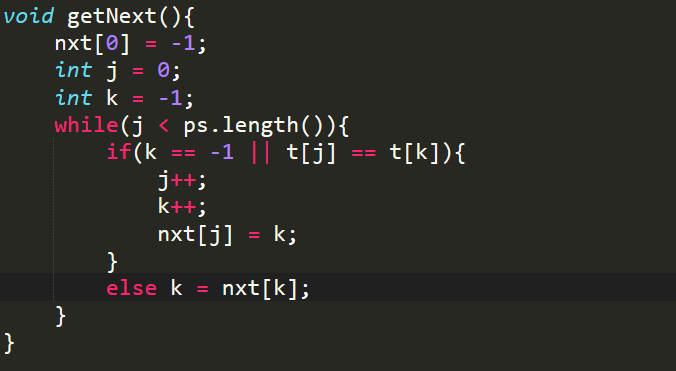 void getNext(){
    nxt[0] = -1;
    int j = 0;
    int k = -1;
    while(j < ps.length()){
        if(k == -1 || t[j] == t[k]){
            j++;
            k++;
            nxt[j] = k;
        }
        else k = nxt[k];
    }
}